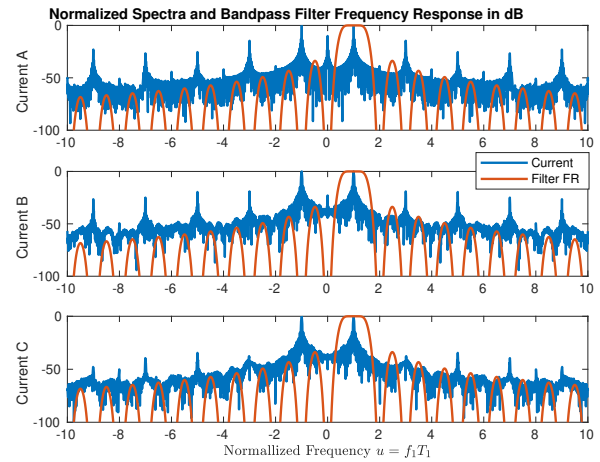 Normalized Spectra and Bandpass Filter Frequency Response in dB
0
-50
-100
Current A
-10 -8 -6 -4 -2 0 2 4 6 8 10
Current
Filter FR
0
-50
-100
Current B
-10 -8 -6 -4 -2 0 2 4 6 8 10
0
-50
-100
Current C
-10 -8 -6 -4 -2 0 2 4 6 8 10
Normallized Frequency u = f₁T₁